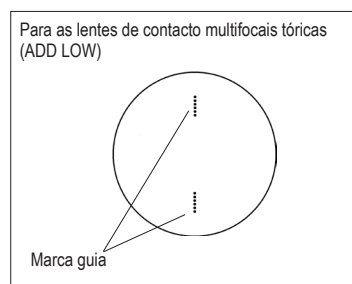 Para as lentes de contacto multifocais tóricas
(ADD LOW)
Marca guia